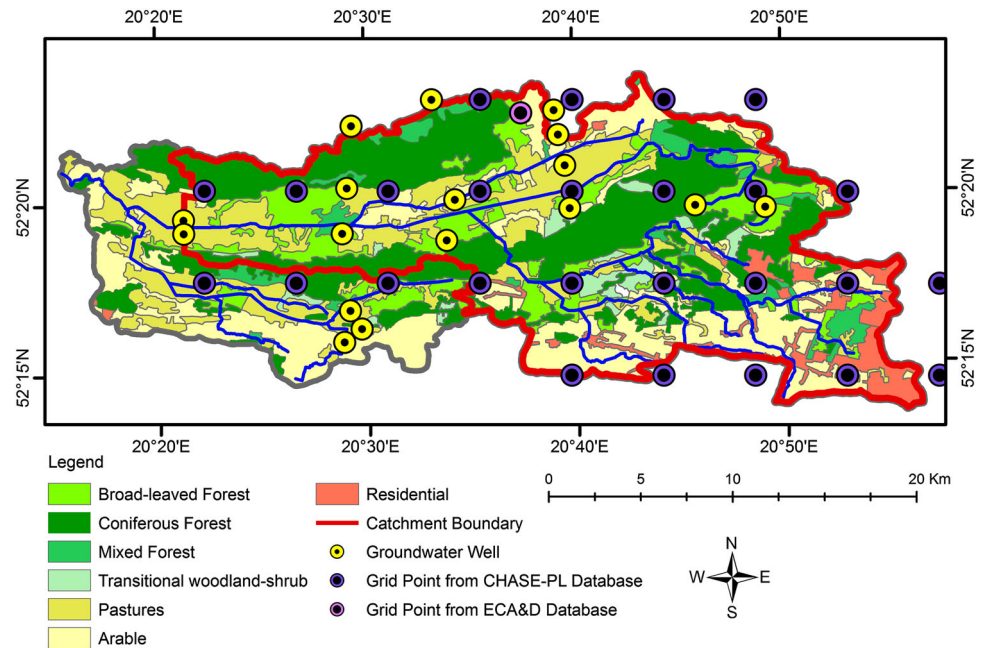 20°20'E 20°30'E 20°40'E 20°50'E
52°20'N 52°20'N
52°15'N 52°15'N
20°20'E 20°30'E 20°40'E 20°50'E
Legend
Broad-leaved Forest
Coniferous Forest
Mixed Forest
Transitional woodland-shrub
Pastures
Arable
Residential
Catchment Boundary
Groundwater Well
Grid Point from CHASE-PL Database
Grid Point from ECA&D Database
0 5 10 20 Km
N
W E
S